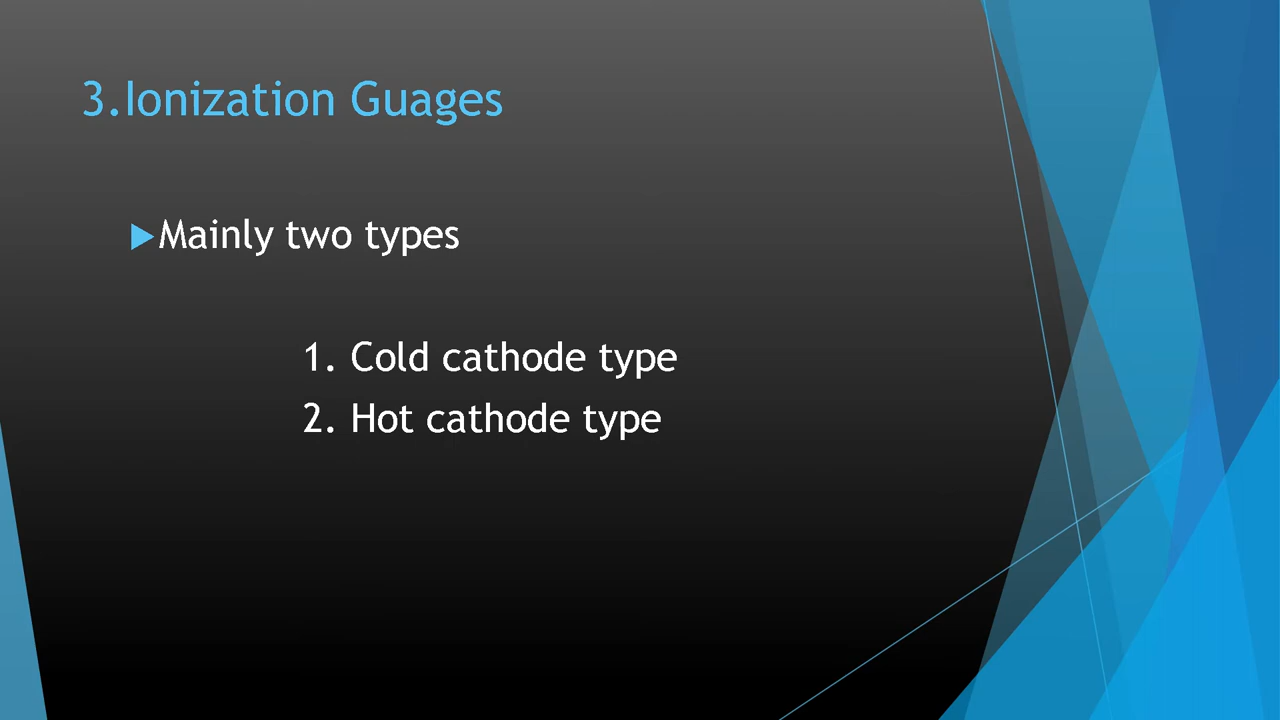 3.Ionization Guages
Mainly two types
1. Cold cathode type
2. Hot cathode type